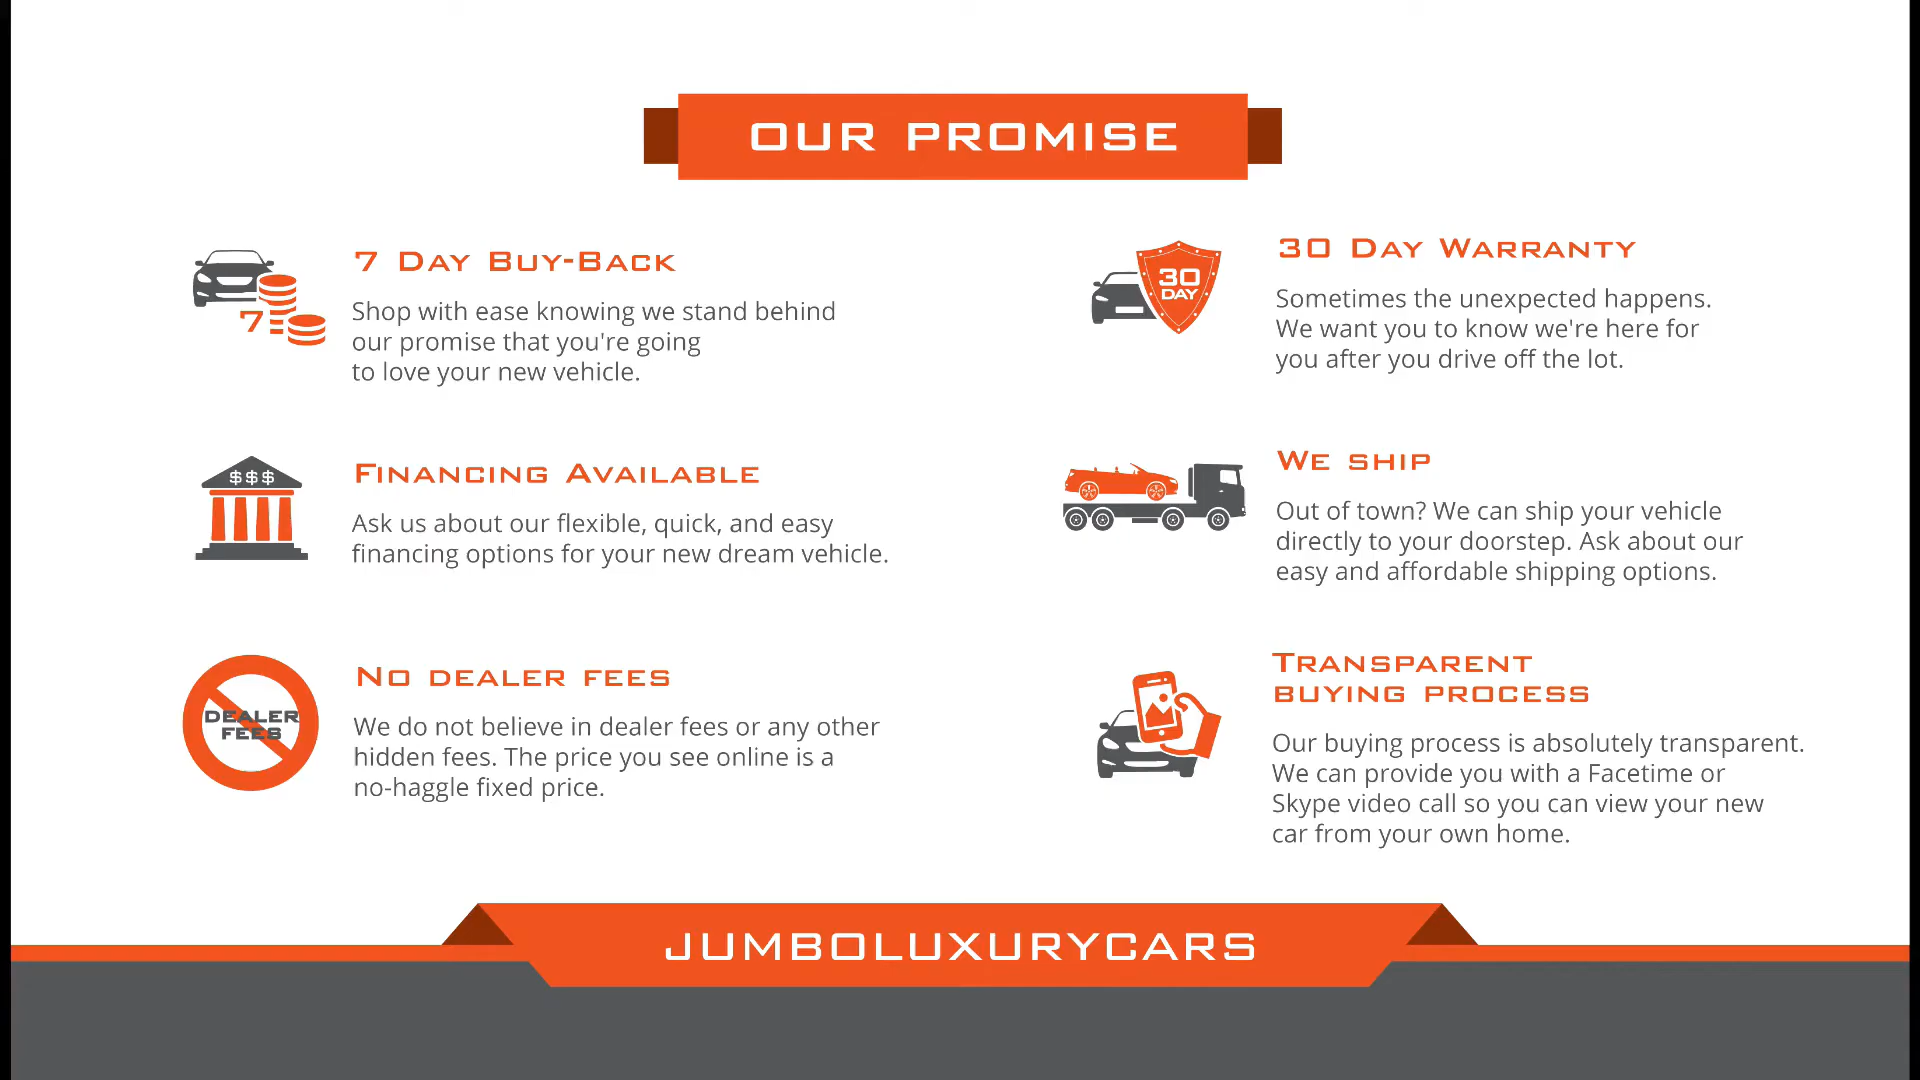 OUR PROMISE
7 DAY BUY-BACK
Shop with ease knowing we stand behind
our promise that you're going
to love your new vehicle.
7
$$$
FINANCING AVAILABLE
Ask us about our flexible, quick, and easy
financing options for your new dream vehicle.
DEALER
FEES
NO DEALER FEES
We do not believe in dealer fees or any other
hidden fees. The price you see online is a
no-haggle fixed price.
30
DAY
30 DAY WARRANTY
Sometimes the unexpected happens.
We want you to know we're here for
you after you drive off the lot.
WE SHIP
Out of town? We can ship your vehicle
directly to your doorstep. Ask about our
easy and affordable shipping options.
TRANSPARENT
BUYING PROCESS
Our buying process is absolutely transparent.
We can provide you with a Facetime or
Skype video call so you can view your new
car from your own home.
JUMBOLUXURYCARS